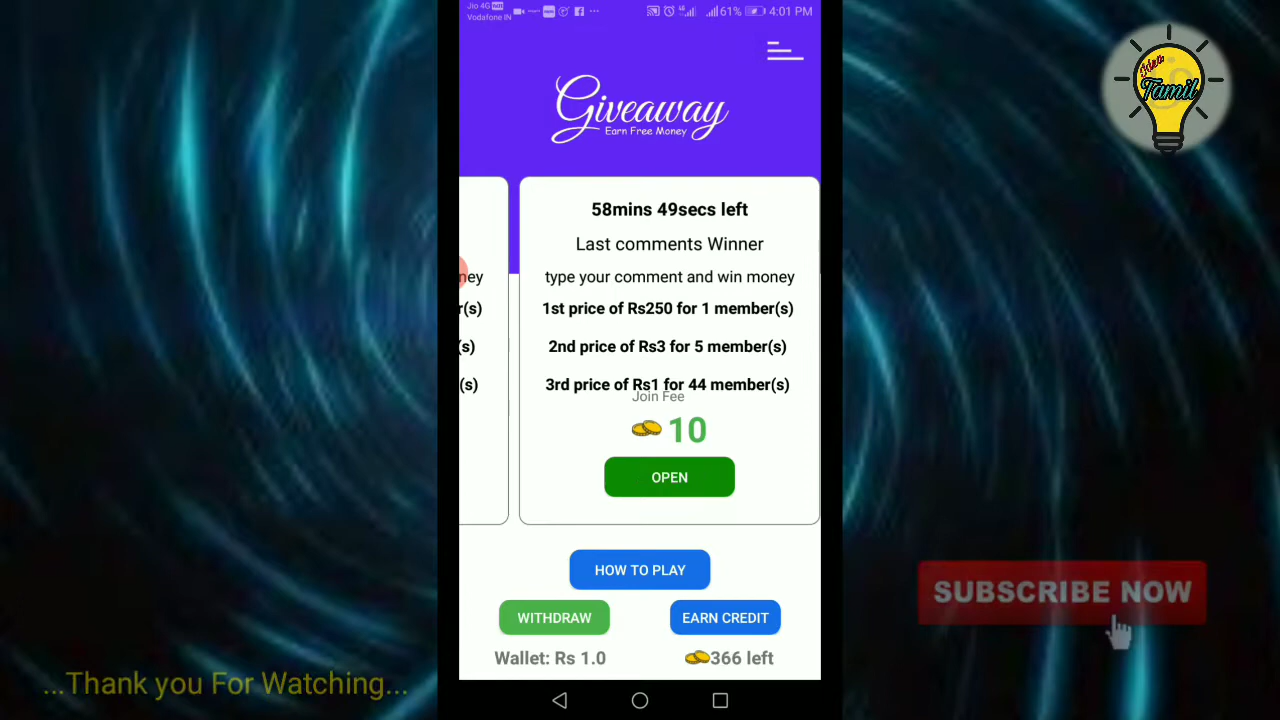 Jio 4G VoLTE
Vodafone IN
61%
4:01 PM
Idea
Tamil
Giveaway
Earn Free Money
58mins 49secs left
Last comments Winner
ney
type your comment and win money
r(s)
1st price of Rs250 for 1 member(s)
(s)
2nd price of Rs3 for 5 member(s)
(s)
3rd price of Rs1 for 44 member(s)
Join Fee
10
OPEN
HOW TO PLAY
SUBSCRIBE NOW
WITHDRAW
EARN CREDIT
Wallet: Rs 1.0
366 left
...Thank you For Watching...